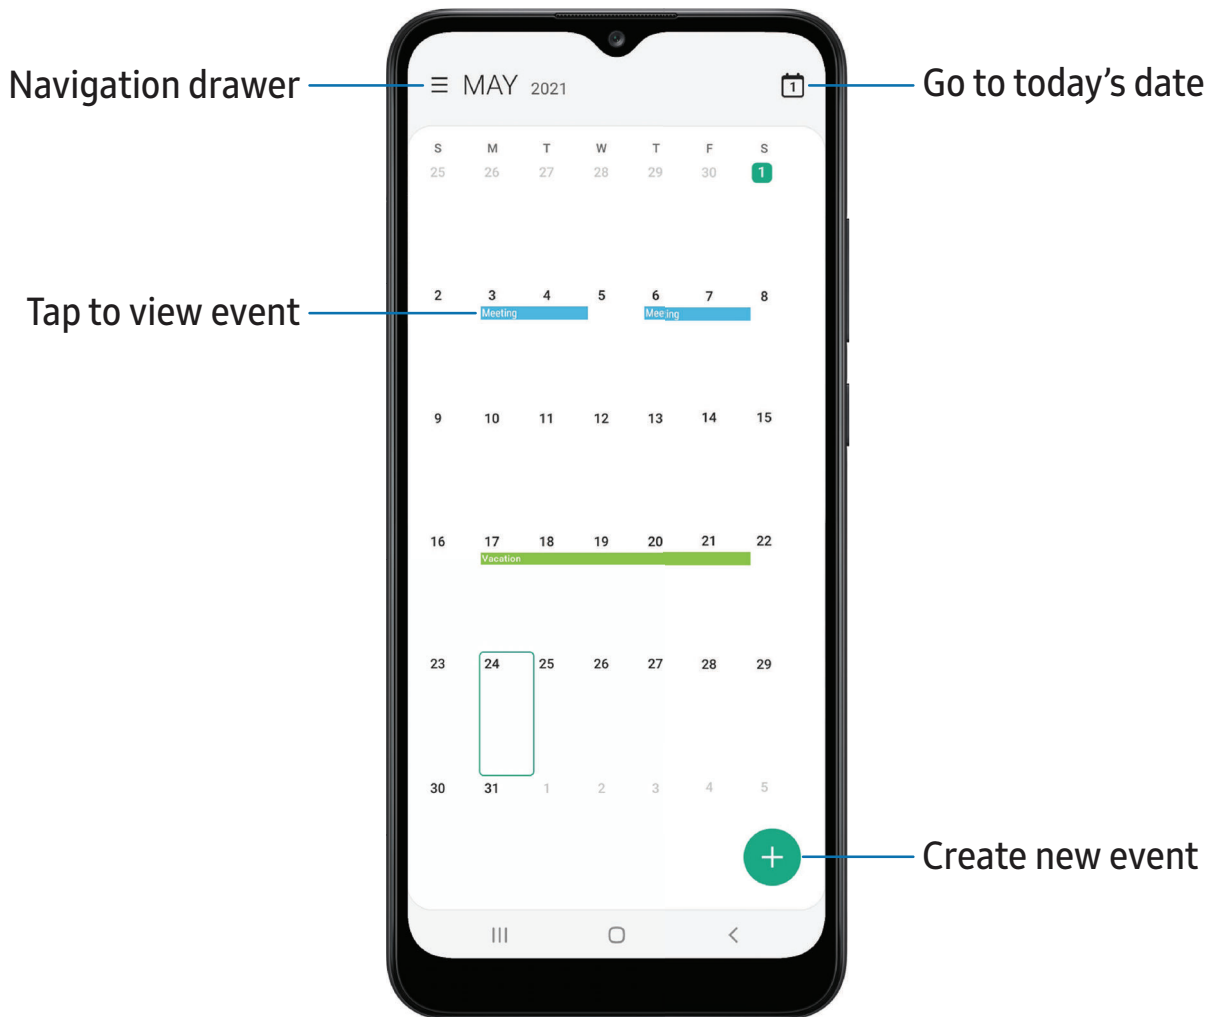 Navigation drawer
MAY 2021
1
Go to today’s date
S M T W T F S
25 26 27 28 29 30 1
2 3 4 5 6 7 8
Tap to view event
Meeting Meeing
9 10 11 12 13 14 15
16 17 18 19 20 21 22
Vacation
23 24 25 26 27 28 29
30 31 1 2 3 4 5
Create new event